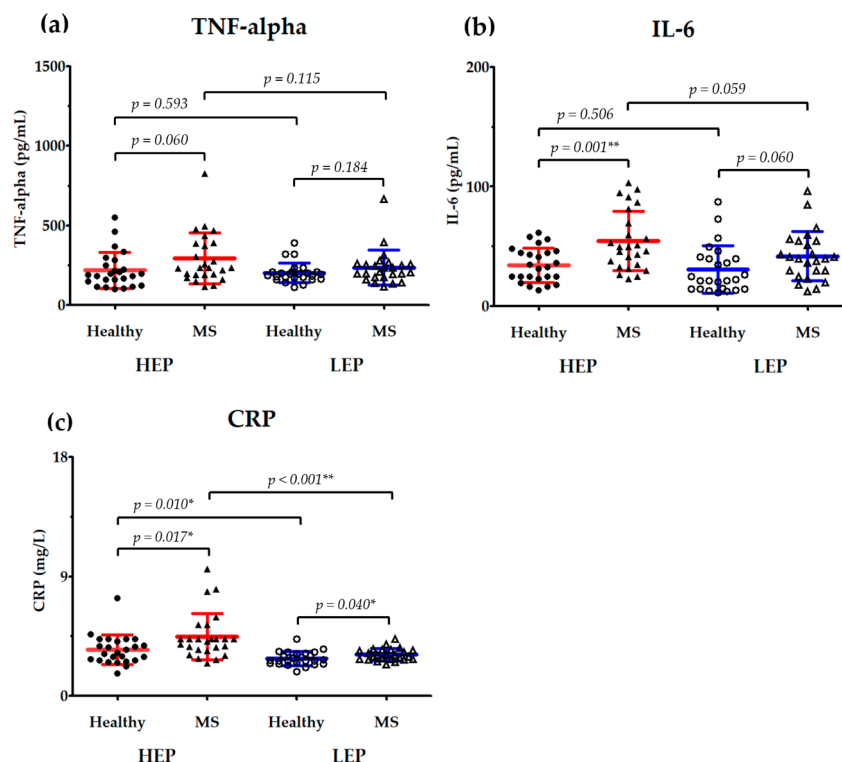 (a)
TNF-alpha
TNF-alpha (pg/mL)
1500
1000
500
0
p = 0.115
p = 0.593
p = 0.060
p = 0.184
Healthy MS Healthy MS
HEP LEP
(b)
IL-6
IL-6 (pg/mL)
200
100
0
p = 0.059
p = 0.506
p = 0.001**
p = 0.060
Healthy MS Healthy MS
HEP LEP
(c)
CRP
CRP (mg/L)
18
9
0
p < 0.001**
p = 0.010*
p = 0.017*
p = 0.040*
Healthy MS Healthy MS
HEP LEP